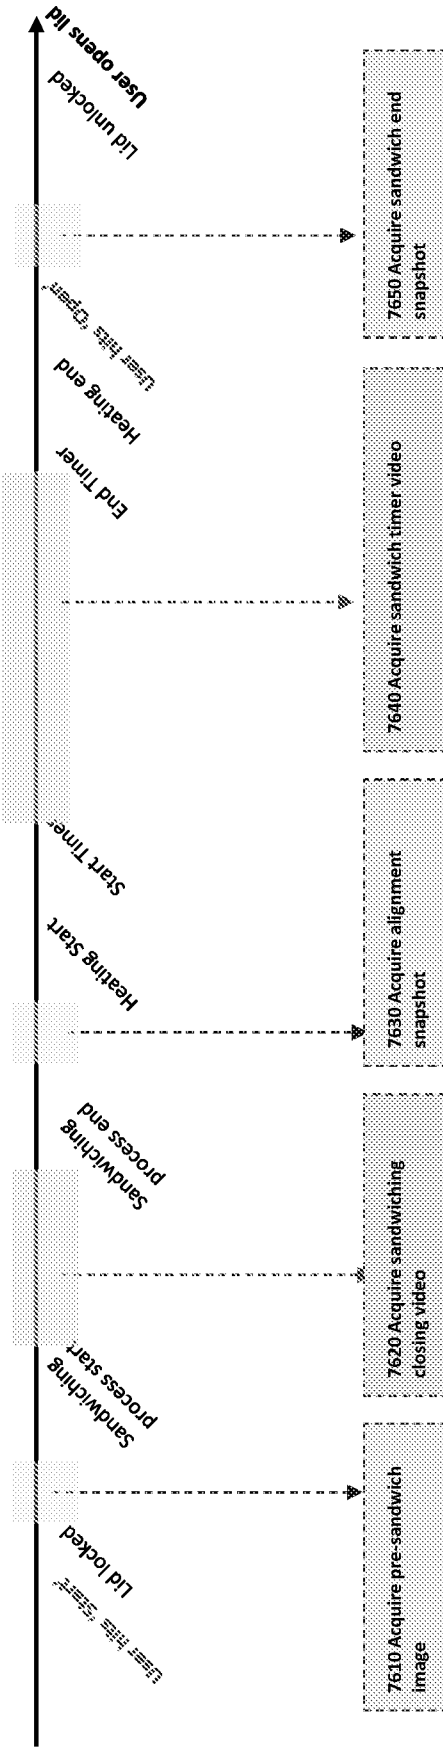 User hits 'Start'
Lid locked
Sandwiching
process start
Sandwiching
process end
Heating Start
Start Timer
End Timer
Heating end
User hits 'Open'
Lid unlocked
User opens lid
7610 Acquire pre-sandwich
image
7620 Acquire sandwiching
closing video
7630 Acquire alignment
snapshot
7640 Acquire sandwich timer video
7650 Acquire sandwich end
snapshot